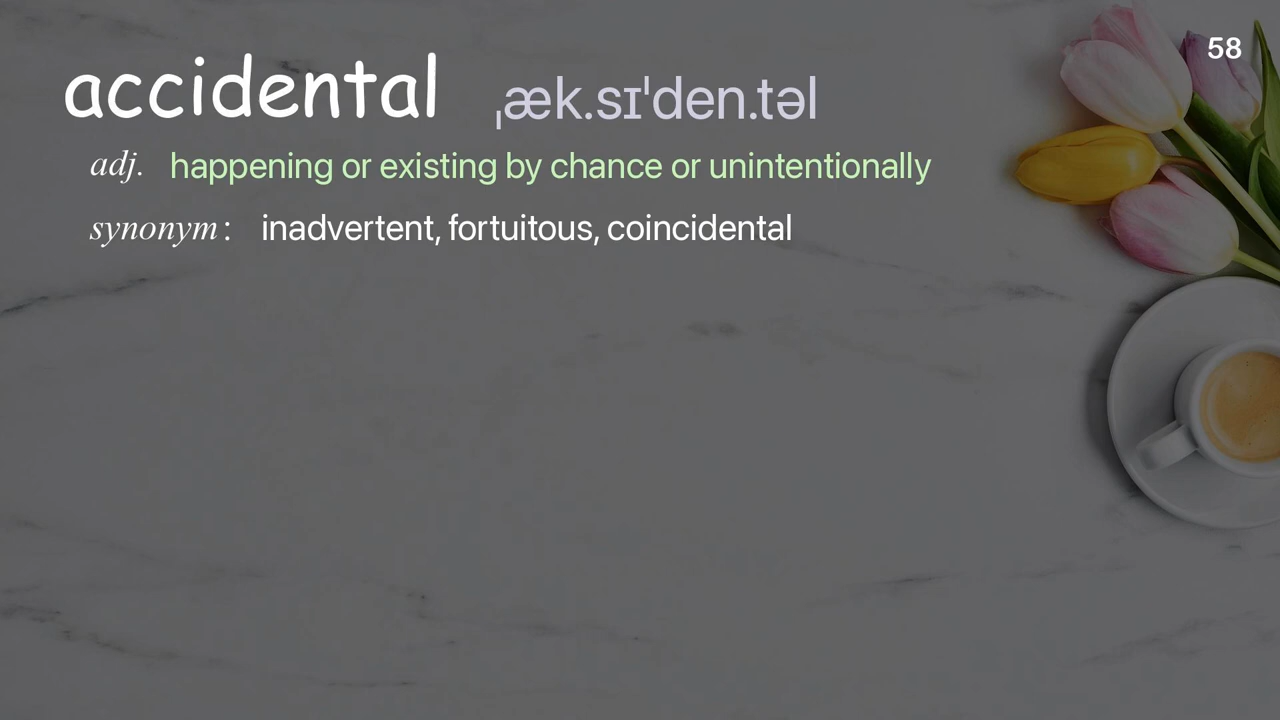 58
accidental ˌæk.sɪˈden.təl
adj. happening or existing by chance or unintentionally
synonym : inadvertent, fortuitous, coincidental